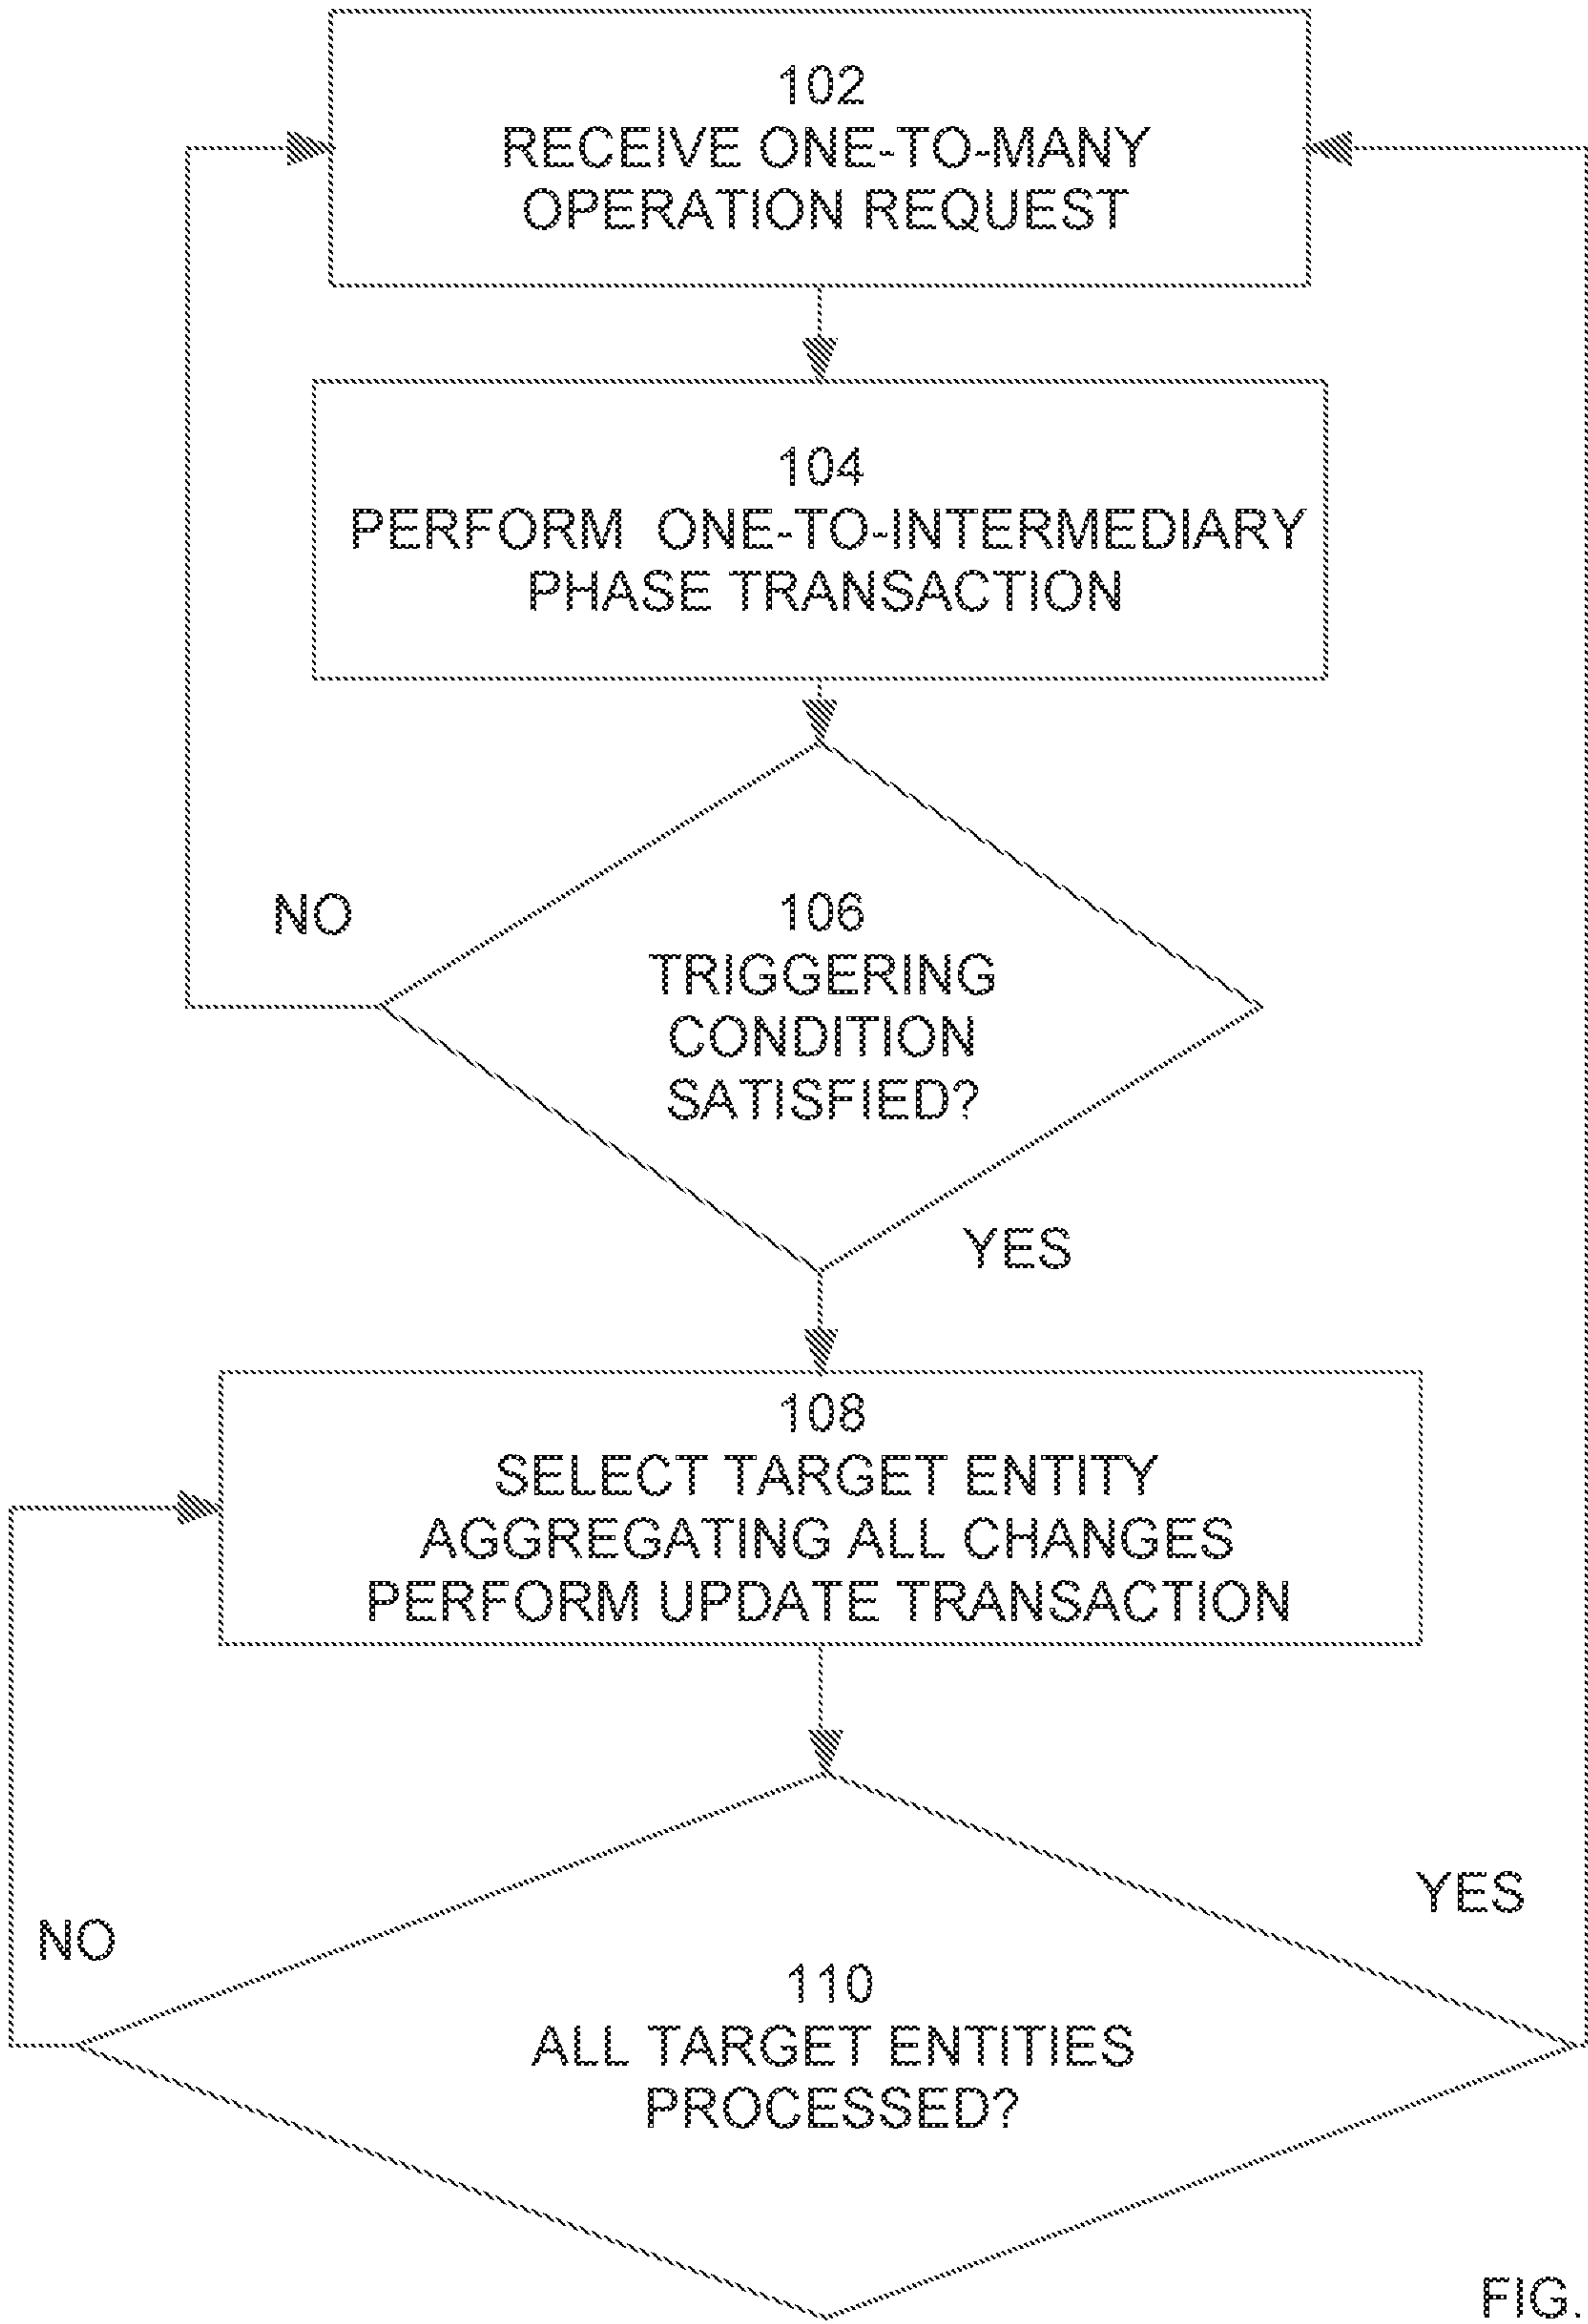 102
RECEIVE ONE-TO-MANY
OPERATION REQUEST
104
PERFORM ONE-TO-INTERMEDIARY
PHASE TRANSACTION
NO
106
TRIGGERING
CONDITION
SATISFIED?
YES
108
SELECT TARGET ENTITY
AGGREGATING ALL CHANGES
PERFORM UPDATE TRANSACTION
YES
NO
110
ALL TARGET ENTITIES
PROCESSED?
FIG.